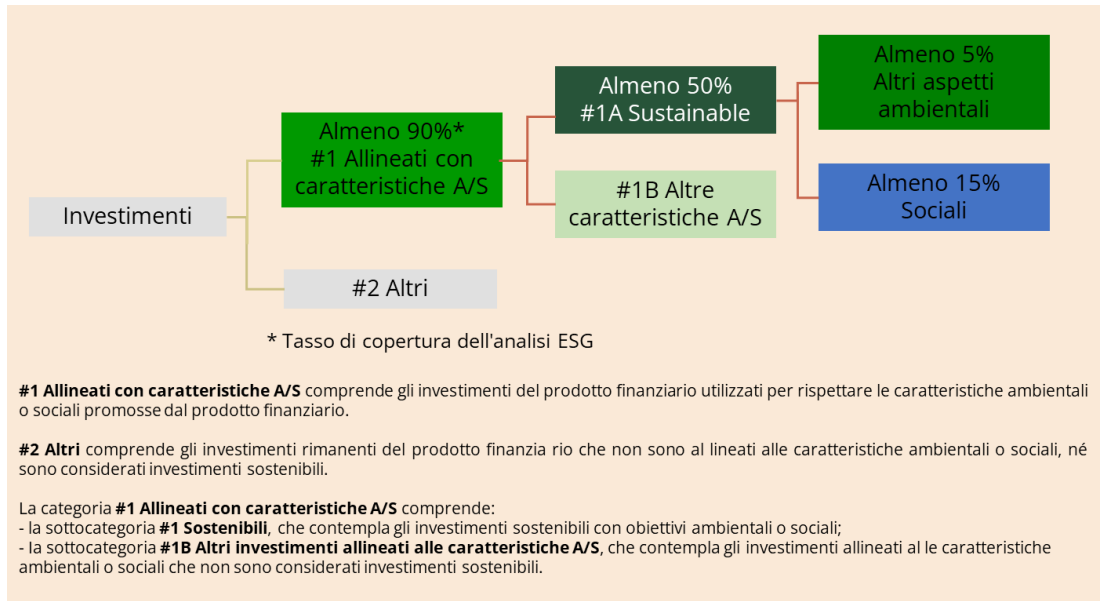 Almeno 90%*
#1 Allineati con
caratteristiche A/S
Almeno 50%
#1A Sustainable
Almeno 5%
Altri aspetti
ambientali
Almeno 15%
Sociali
#1B Altre
caratteristiche A/S
Investimenti
#2 Altri
* Tasso di copertura dell'analisi ESG
#1 Allineati con caratteristiche A/S comprende gli investimenti del prodotto finanziario utilizzati per rispettare le caratteristiche ambientali
o sociali promosse dal prodotto finanziario.
#2 Altri comprende gli investimenti rimanenti del prodotto finanzia rio che non sono al lineati alle caratteristiche ambientali o sociali, né
sono considerati investimenti sostenibili.
La categoria #1 Allineati con caratteristiche A/S comprende:
- la sottocategoria #1 Sostenibili, che contempla gli investimenti sostenibili con obiettivi ambientali o sociali;
- la sottocategoria #1B Altri investimenti allineati alle caratteristiche A/S, che contempla gli investimenti allineati al le caratteristiche
ambientali o sociali che non sono considerati investimenti sostenibili.